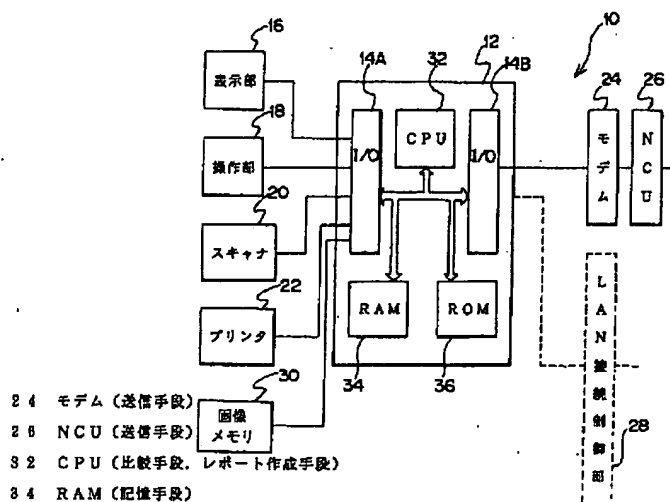 16
表示部
18
操作部
20
スキャナ
22
プリンタ
30
画像
メモリ
12
14A
32
14B
I/O
CPU
I/O
RAM
ROM
34
36
10
24
26
モデム
NCU
LAN接続制御部
28
24 モデム(送信手段)
26 NCU(送信手段)
32 CPU(比較手段,レポート作成手段)
34 RAM(記憶手段)